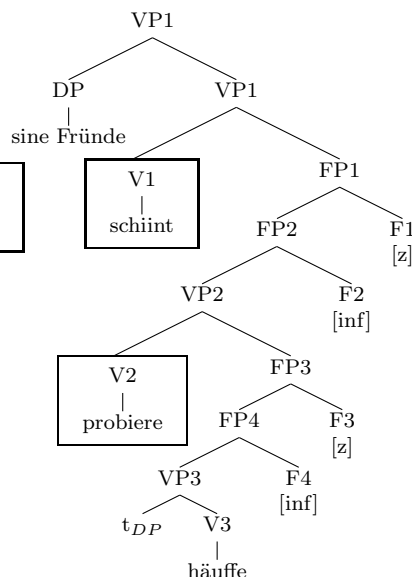 VP1
DP VP1
sine Fründe
V1 FP1
schiint FP2 F1
[z]
VP2 F2
[inf]
V2 FP3
probiere FP4 F3
[z]
VP3 F4
[inf]
t_DP V3
häuffe